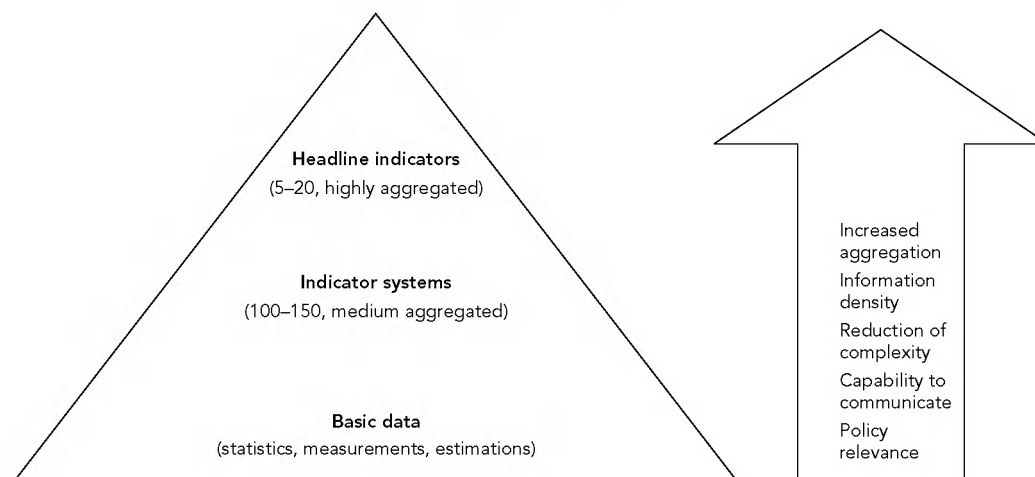 Headline indicators
(5–20, highly aggregated)
Indicator systems
(100–150, medium aggregated)
Basic data
(statistics, measurements, estimations)
Increased
aggregation
Information
density
Reduction of
complexity
Capability to
communicate
Policy
relevance